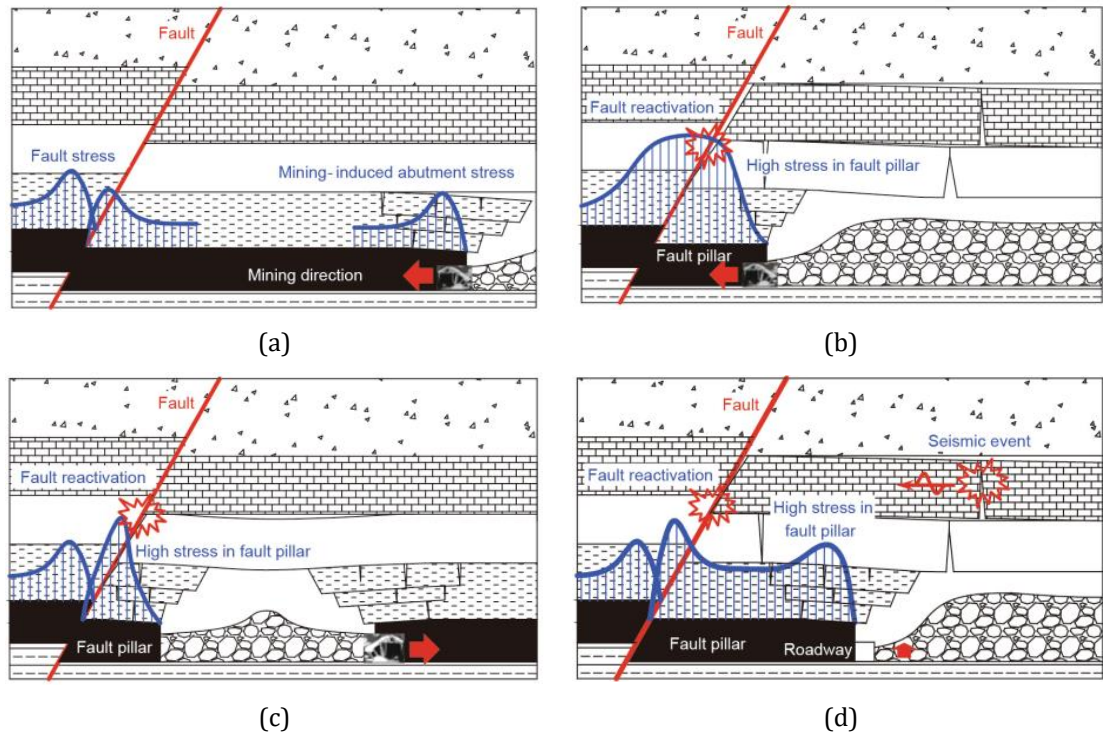 Fault
Fault stress
Mining- induced abutment stress
Mining direction
(a)
Fault
Fault reactivation
High stress in fault pillar
Fault pillar
(b)
Fault
Fault reactivation
High stress in fault pillar
Fault pillar
(c)
Fault
Seismic event
Fault reactivation
High stress in
fault pillar
Fault pillar
Roadway
(d)